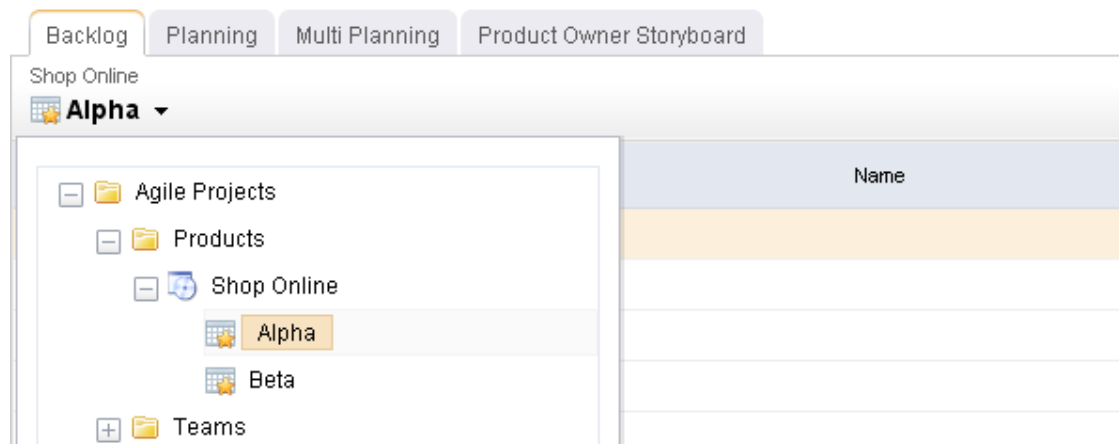 Backlog Planning Multi Planning Product Owner Storyboard
Shop Online
Alpha
Name
Agile Projects
Products
Shop Online
Alpha
Beta
Teams